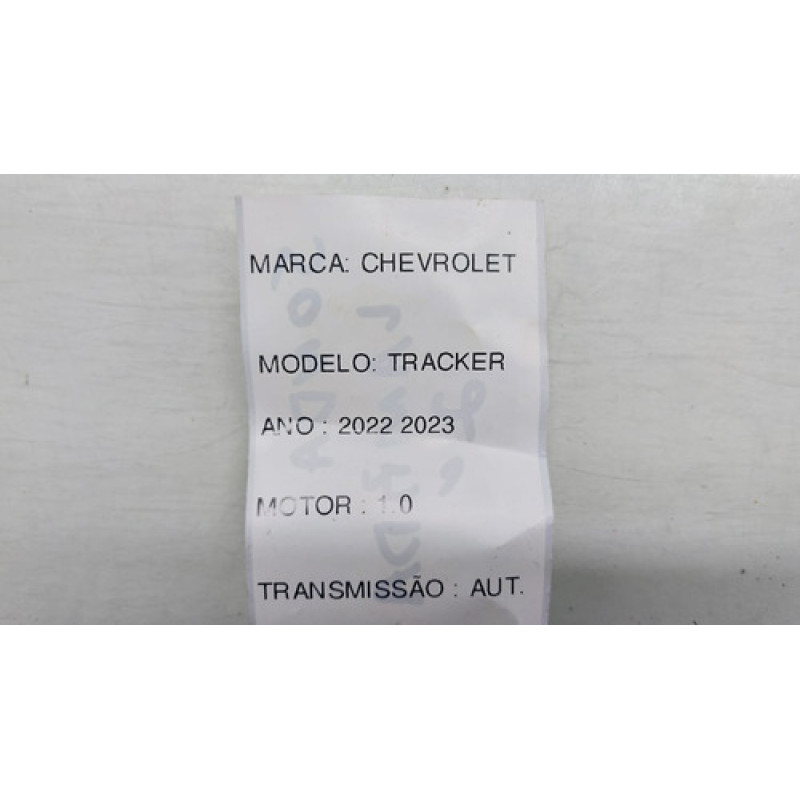 MARCA: CHEVROLET
MODELO: TRACKER
ANO : 2022 2023
MOTOR : 1.0
TRANSMISSÃO : AUT.